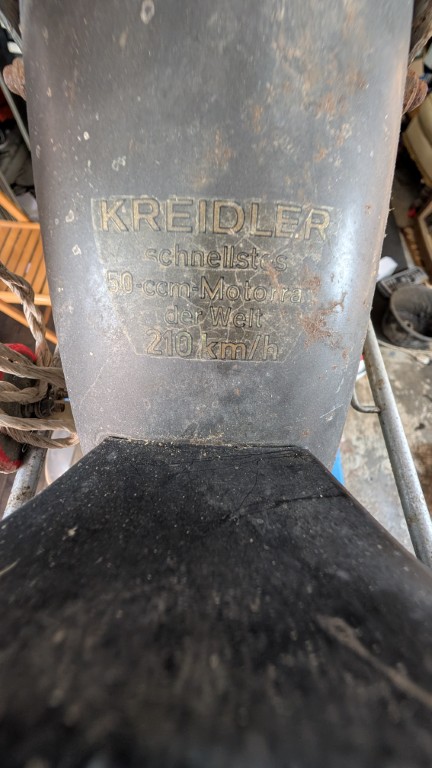 KREIDLER
schnellstes
50-ccm-Motorrad
der Welt
210 km/h